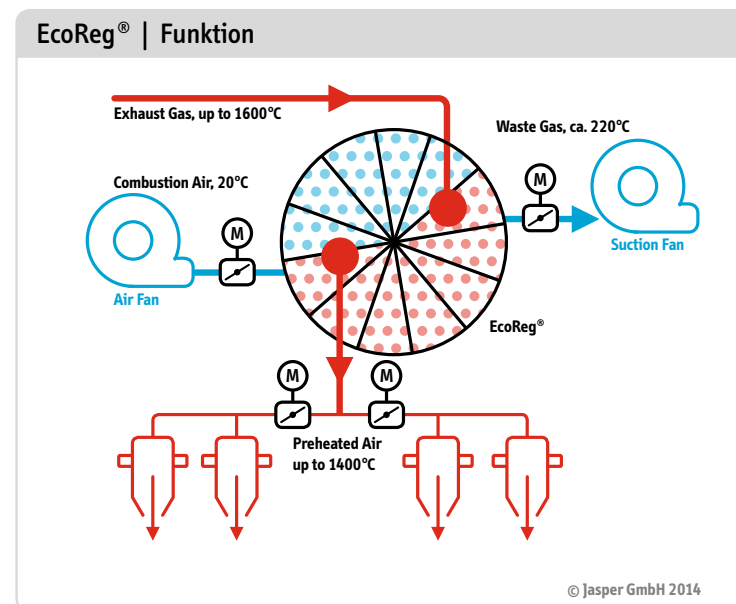 EcoReg® | Funktion
Exhaust Gas, up to 1600°C
Waste Gas, ca. 220°C
Combustion Air, 20°C
M
M
Suction Fan
Air Fan
EcoReg®
M
M
Preheated Air
up to 1400°C
© Jasper GmbH 2014